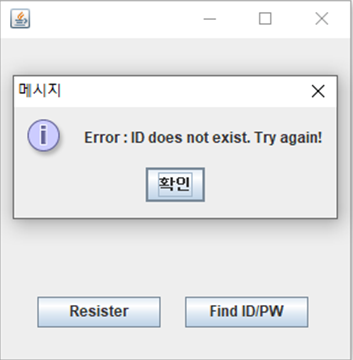 메시지
Error : ID does not exist. Try again!
확인
Resister
Find ID/PW